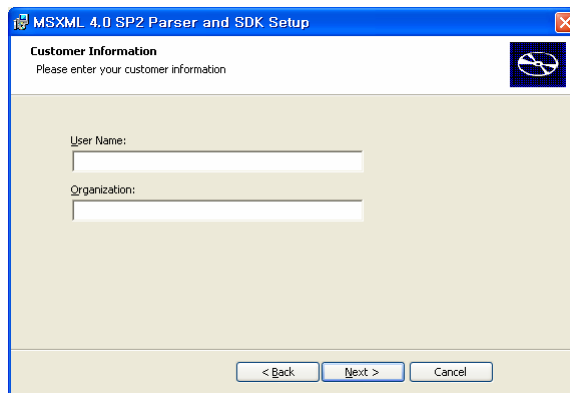 MSXML 4.0 SP2 Parser and SDK Setup
Customer Information
Please enter your customer information
User Name:
Organization:
< Back Next > Cancel